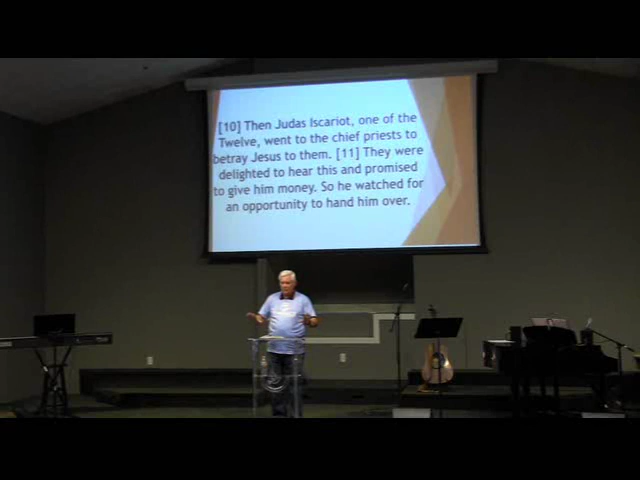 [10] Then Judas Iscariot, one of the
Twelve, went to the chief priests to
betray Jesus to them. [11] They were
delighted to hear this and promised
to give him money. So he watched for
an opportunity to hand him over.